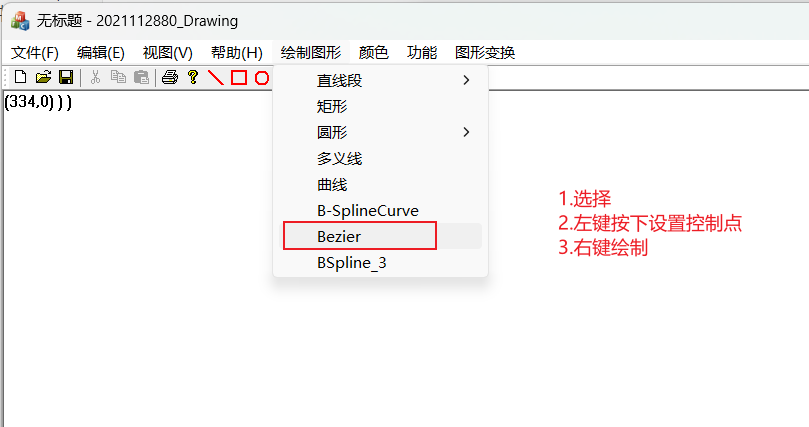 无标题 - 2021112880_Drawing
文件(F) 编辑(E) 视图(V) 帮助(H) 绘制图形 颜色 功能 图形变换
(334,0) ) )
直线段
矩形
圆形
多义线
曲线
B-SplineCurve
Bezier
BSpline_3
1.选择
2.左键按下设置控制点
3.右键绘制